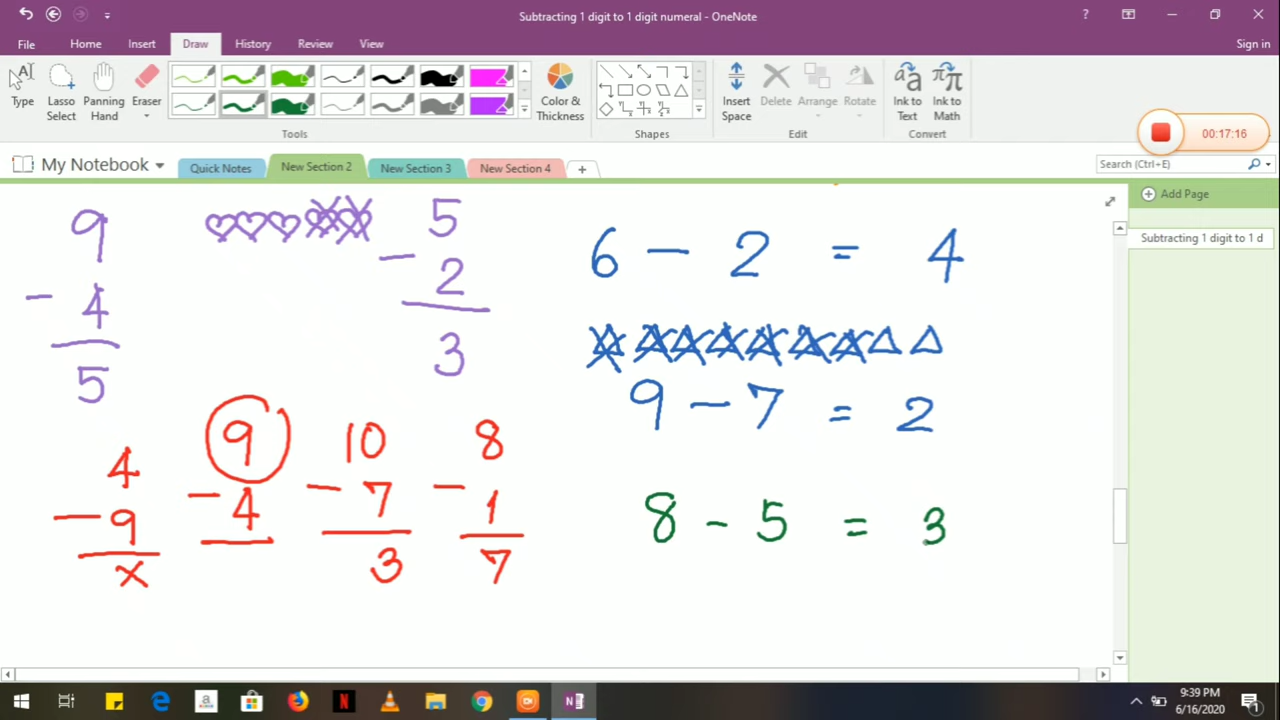 Subtracting 1 digit to 1 digit numeral - OneNote
?
File Home Insert Draw History Review View
Sign in
Type
Lasso Select
Panning Hand
Eraser
Color & Thickness
Insert Space
Delete
Arrange
Rotate
Ink to Text
Ink to Math
Tools
Shapes
Edit
Convert
00:17:16
My Notebook
Quick Notes
New Section 2
New Section 3
New Section 4
Search (Ctrl+E)
Add Page
Subtracting 1 digit to 1 d
9
- 4
5
5
- 2
3
6 - 2 = 4
9 - 7 = 2
8 - 5 = 3
4
- 9
x
9
- 4
10
- 7
3
8
- 1
7
9:39 PM
6/16/2020